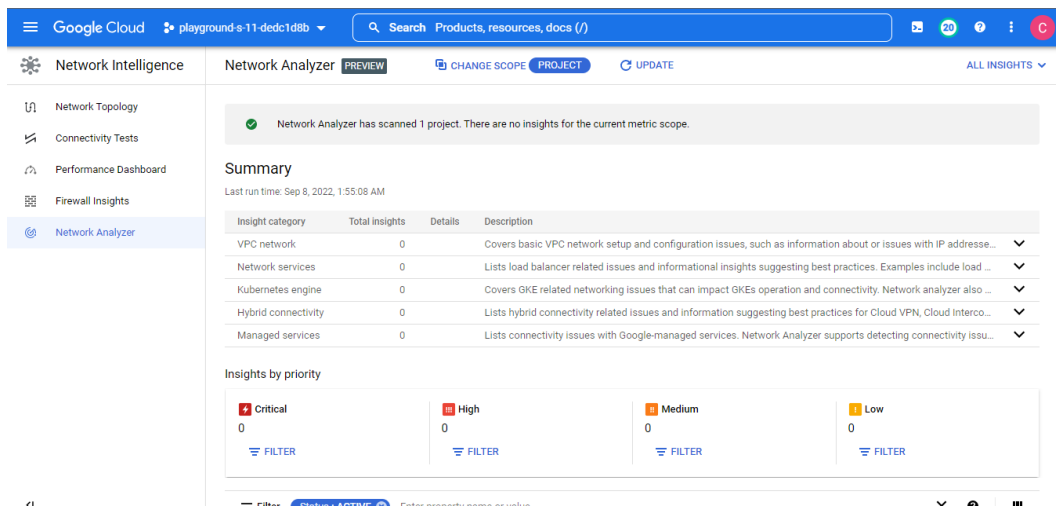 Google Cloud playground-s-11-dedc1d8b Search Products, resources, docs (/) 20 C
Network Intelligence Network Analyzer PREVIEW CHANGE SCOPE PROJECT UPDATE ALL INSIGHTS
Network Topology
Connectivity Tests
Performance Dashboard
Firewall Insights
Network Analyzer
Network Analyzer has scanned 1 project. There are no insights for the current metric scope.
Summary
Last run time: Sep 8, 2022, 1:55:08 AM
Insight category Total insights Details Description
VPC network 0 Covers basic VPC network setup and configuration issues, such as information about or issues with IP addresse...
Network services 0 Lists load balancer related issues and informational insights suggesting best practices. Examples include load ...
Kubernetes engine 0 Covers GKE related networking issues that can impact GKEs operation and connectivity. Network analyzer also ...
Hybrid connectivity 0 Lists hybrid connectivity related issues and information suggesting best practices for Cloud VPN, Cloud Interco...
Managed services 0 Lists connectivity issues with Google-managed services. Network Analyzer supports detecting connectivity issu...
Insights by priority
Critical High Medium Low
0 0 0 0
FILTER FILTER FILTER FILTER
Filter Status : ACTIVE Enter property name or value